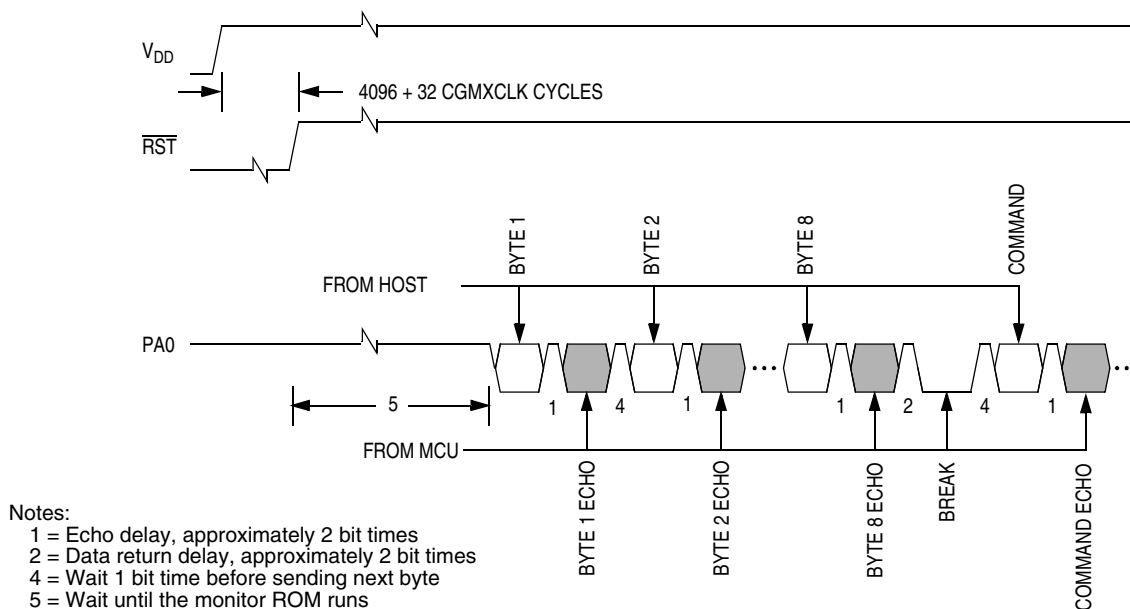 VDD
4096 + 32 CGMXCLK CYCLES
RST
BYTE 1
BYTE 2
BYTE 8
COMMAND
FROM HOST
PA0
1
4
1
1
2
4
1
5
FROM MCU
BYTE 1 ECHO
BYTE 2 ECHO
BYTE 8 ECHO
BREAK
COMMAND ECHO
Notes:
1 = Echo delay, approximately 2 bit times
2 = Data return delay, approximately 2 bit times
4 = Wait 1 bit time before sending next byte
5 = Wait until the monitor ROM runs